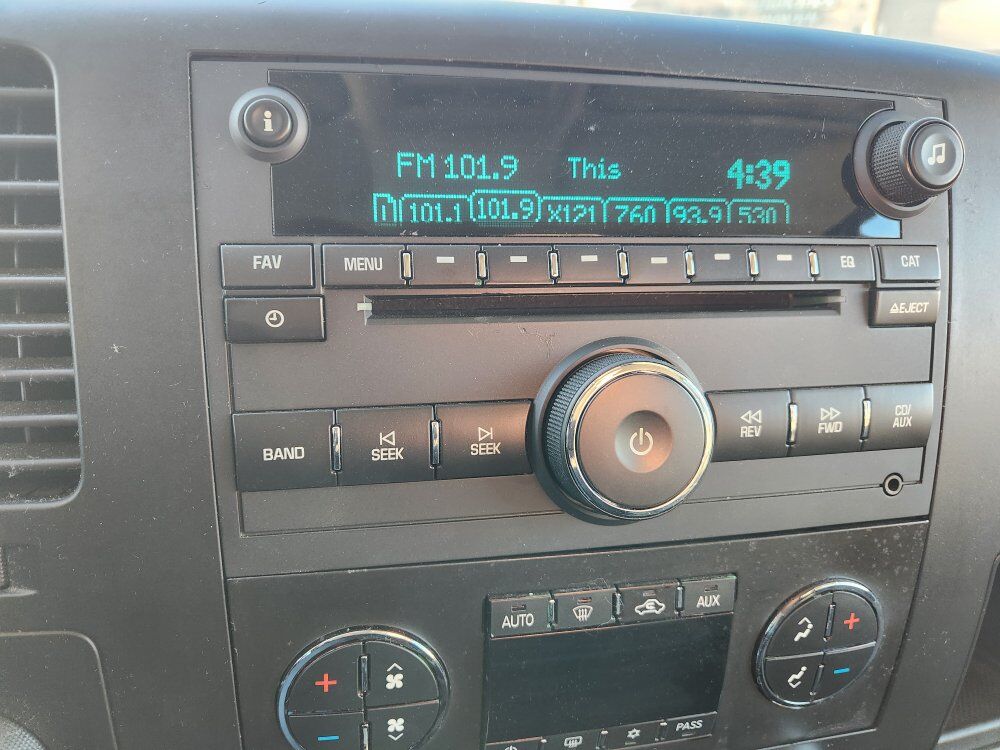 i
FM 101.9 This 4:39
1 101.1 101.9 X121 760 93.9 530
FAV MENU EQ CAT
EJECT
BAND SEEK SEEK REV FWD CD/
AUX
AUTO AUX
PASS